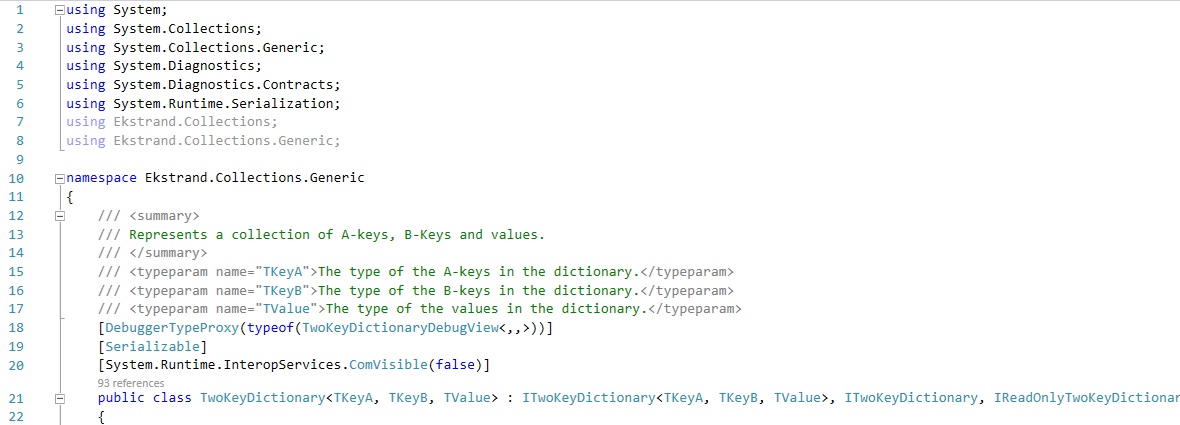 1 using System;
2 using System.Collections;
3 using System.Collections.Generic;
4 using System.Diagnostics;
5 using System.Diagnostics.Contracts;
6 using System.Runtime.Serialization;
7 using Ekstrand.Collections;
8 using Ekstrand.Collections.Generic;
9
10 namespace Ekstrand.Collections.Generic
11 {
12 /// <summary>
13 /// Represents a collection of A-keys, B-Keys and values.
14 /// </summary>
15 /// <typeparam name="TKeyA">The type of the A-keys in the dictionary.</typeparam>
16 /// <typeparam name="TKeyB">The type of the B-keys in the dictionary.</typeparam>
17 /// <typeparam name="TValue">The type of the values in the dictionary.</typeparam>
18 [DebuggerTypeProxy(typeof(TwoKeyDictionaryDebugView<,,>))]
19 [Serializable]
20 [System.Runtime.InteropServices.ComVisible(false)]
93 references
21 public class TwoKeyDictionary<TKeyA, TKeyB, TValue> : ITwoKeyDictionary<TKeyA, TKeyB, TValue>, ITwoKeyDictionary, IReadOnlyTwoKeyDictionar
22 {